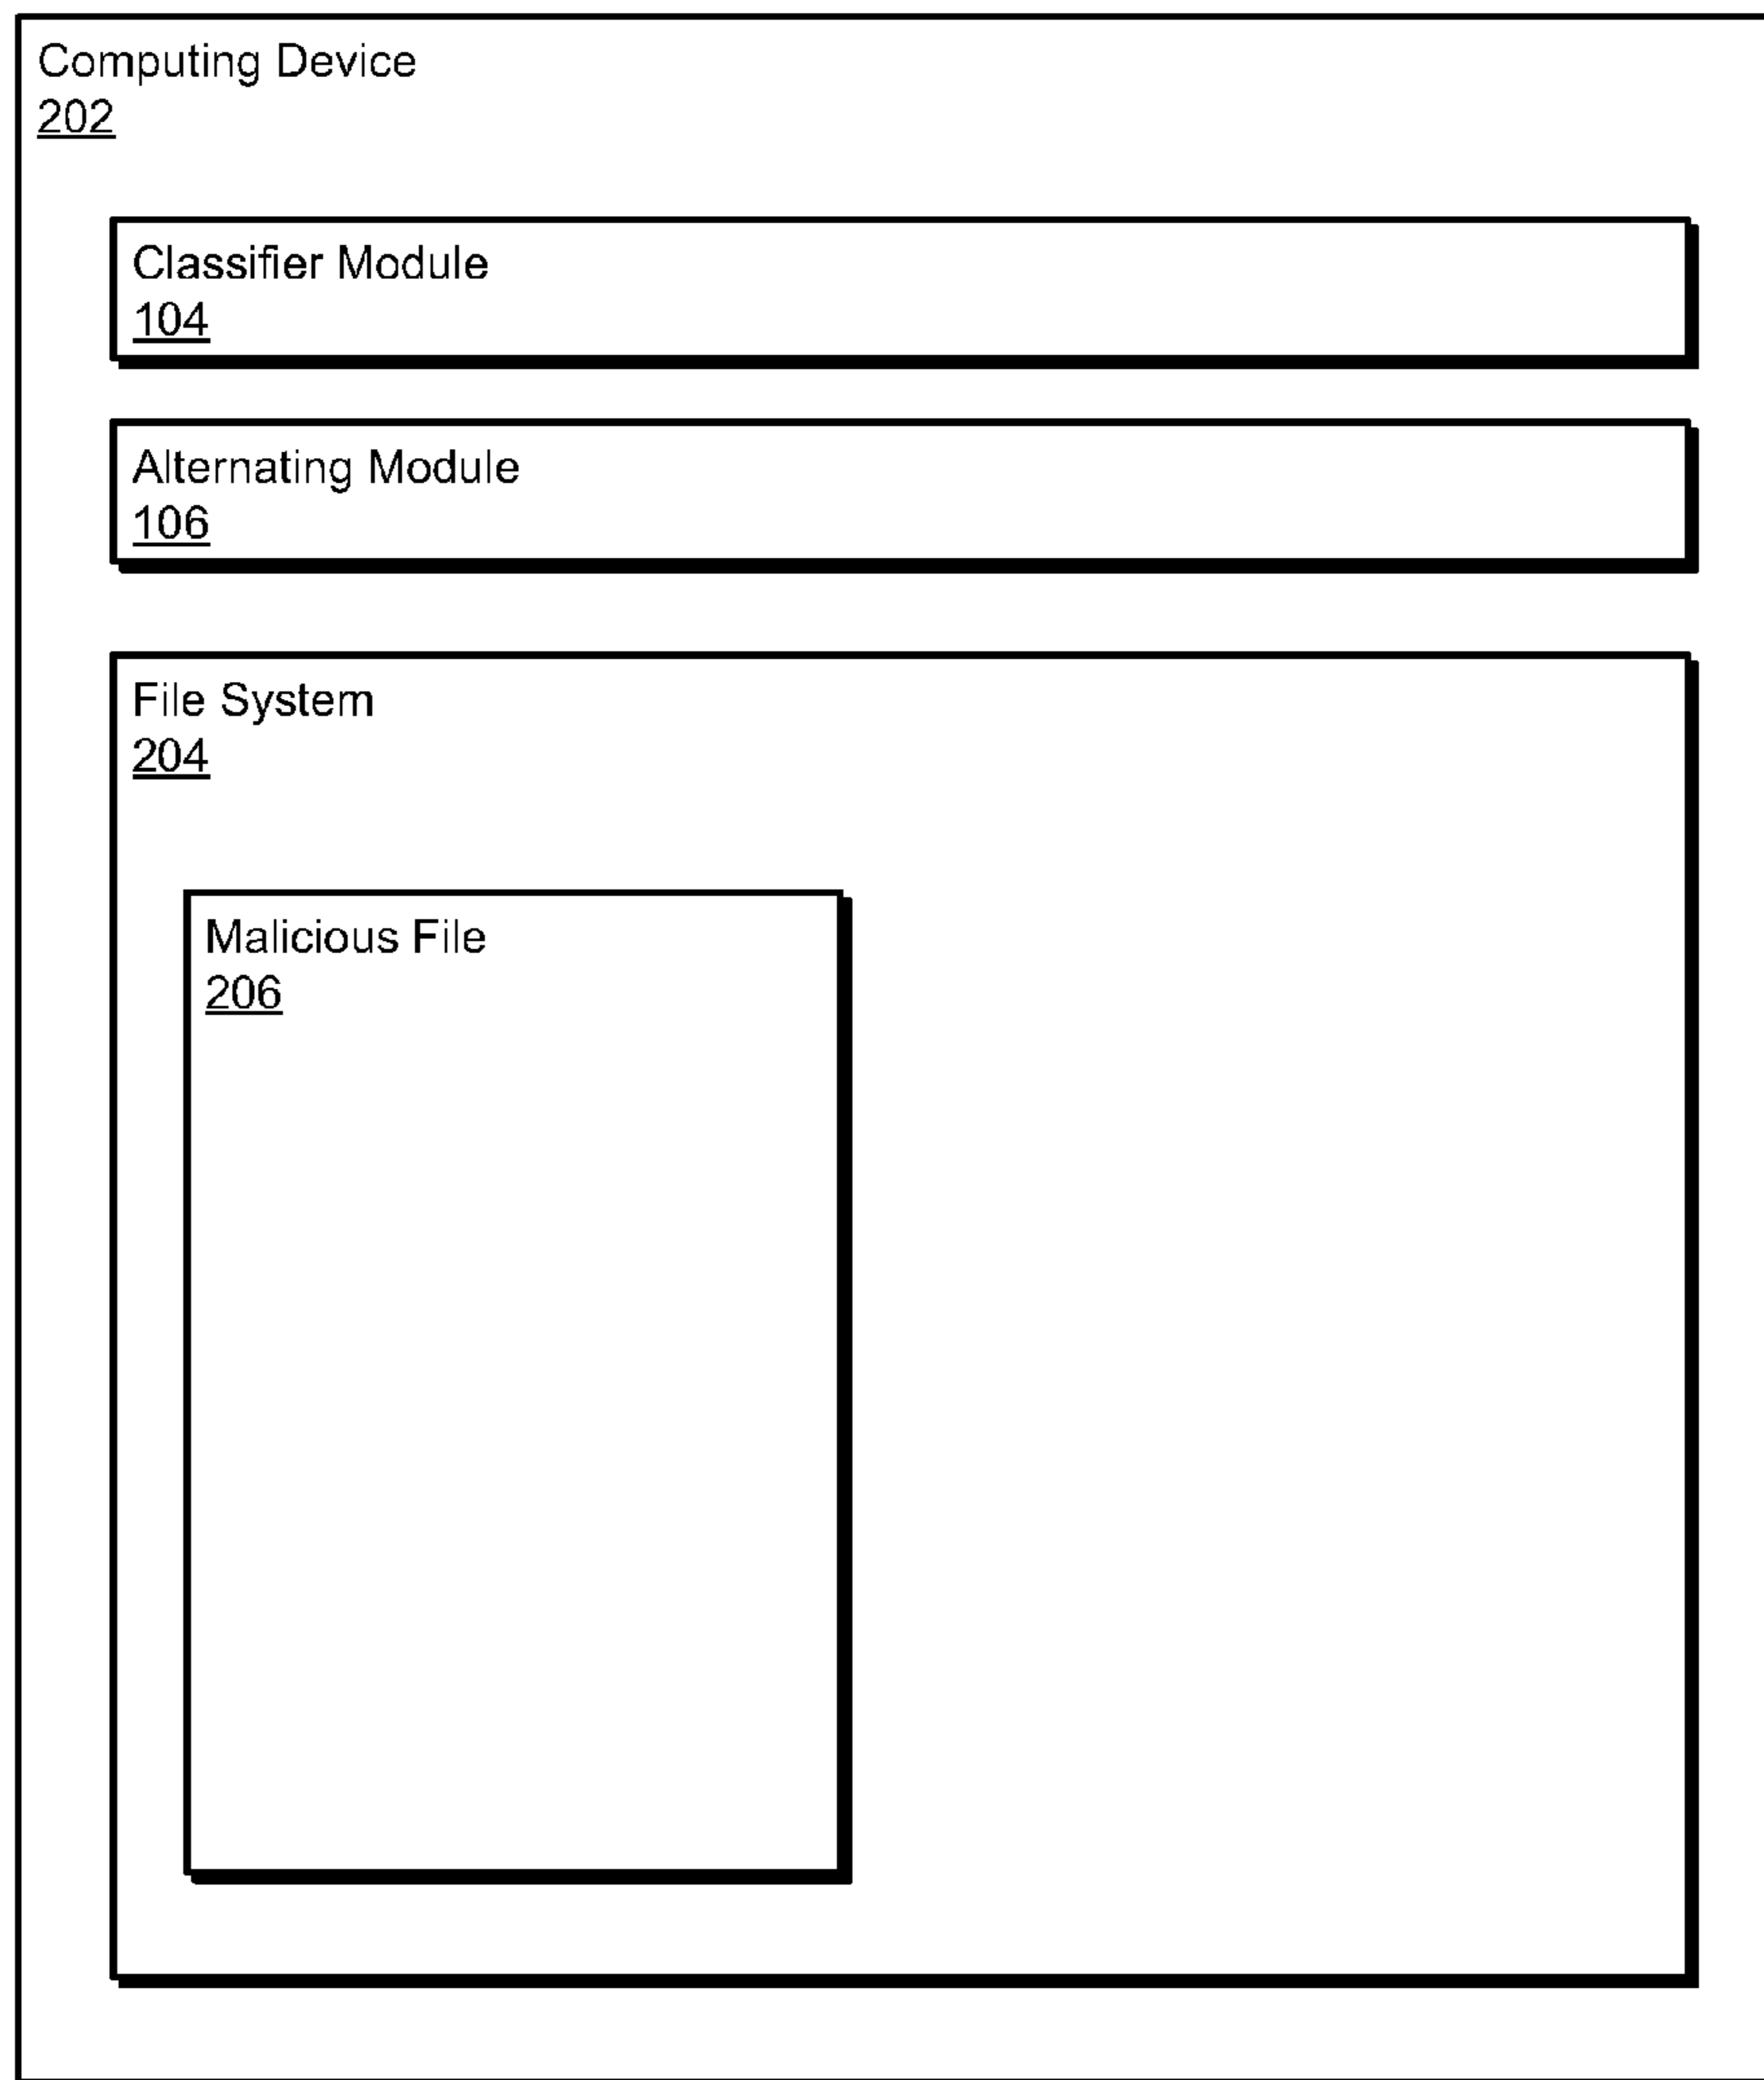 Computing Device
202
Classifier Module
104
Alternating Module
106
File System
204
Malicious File
206